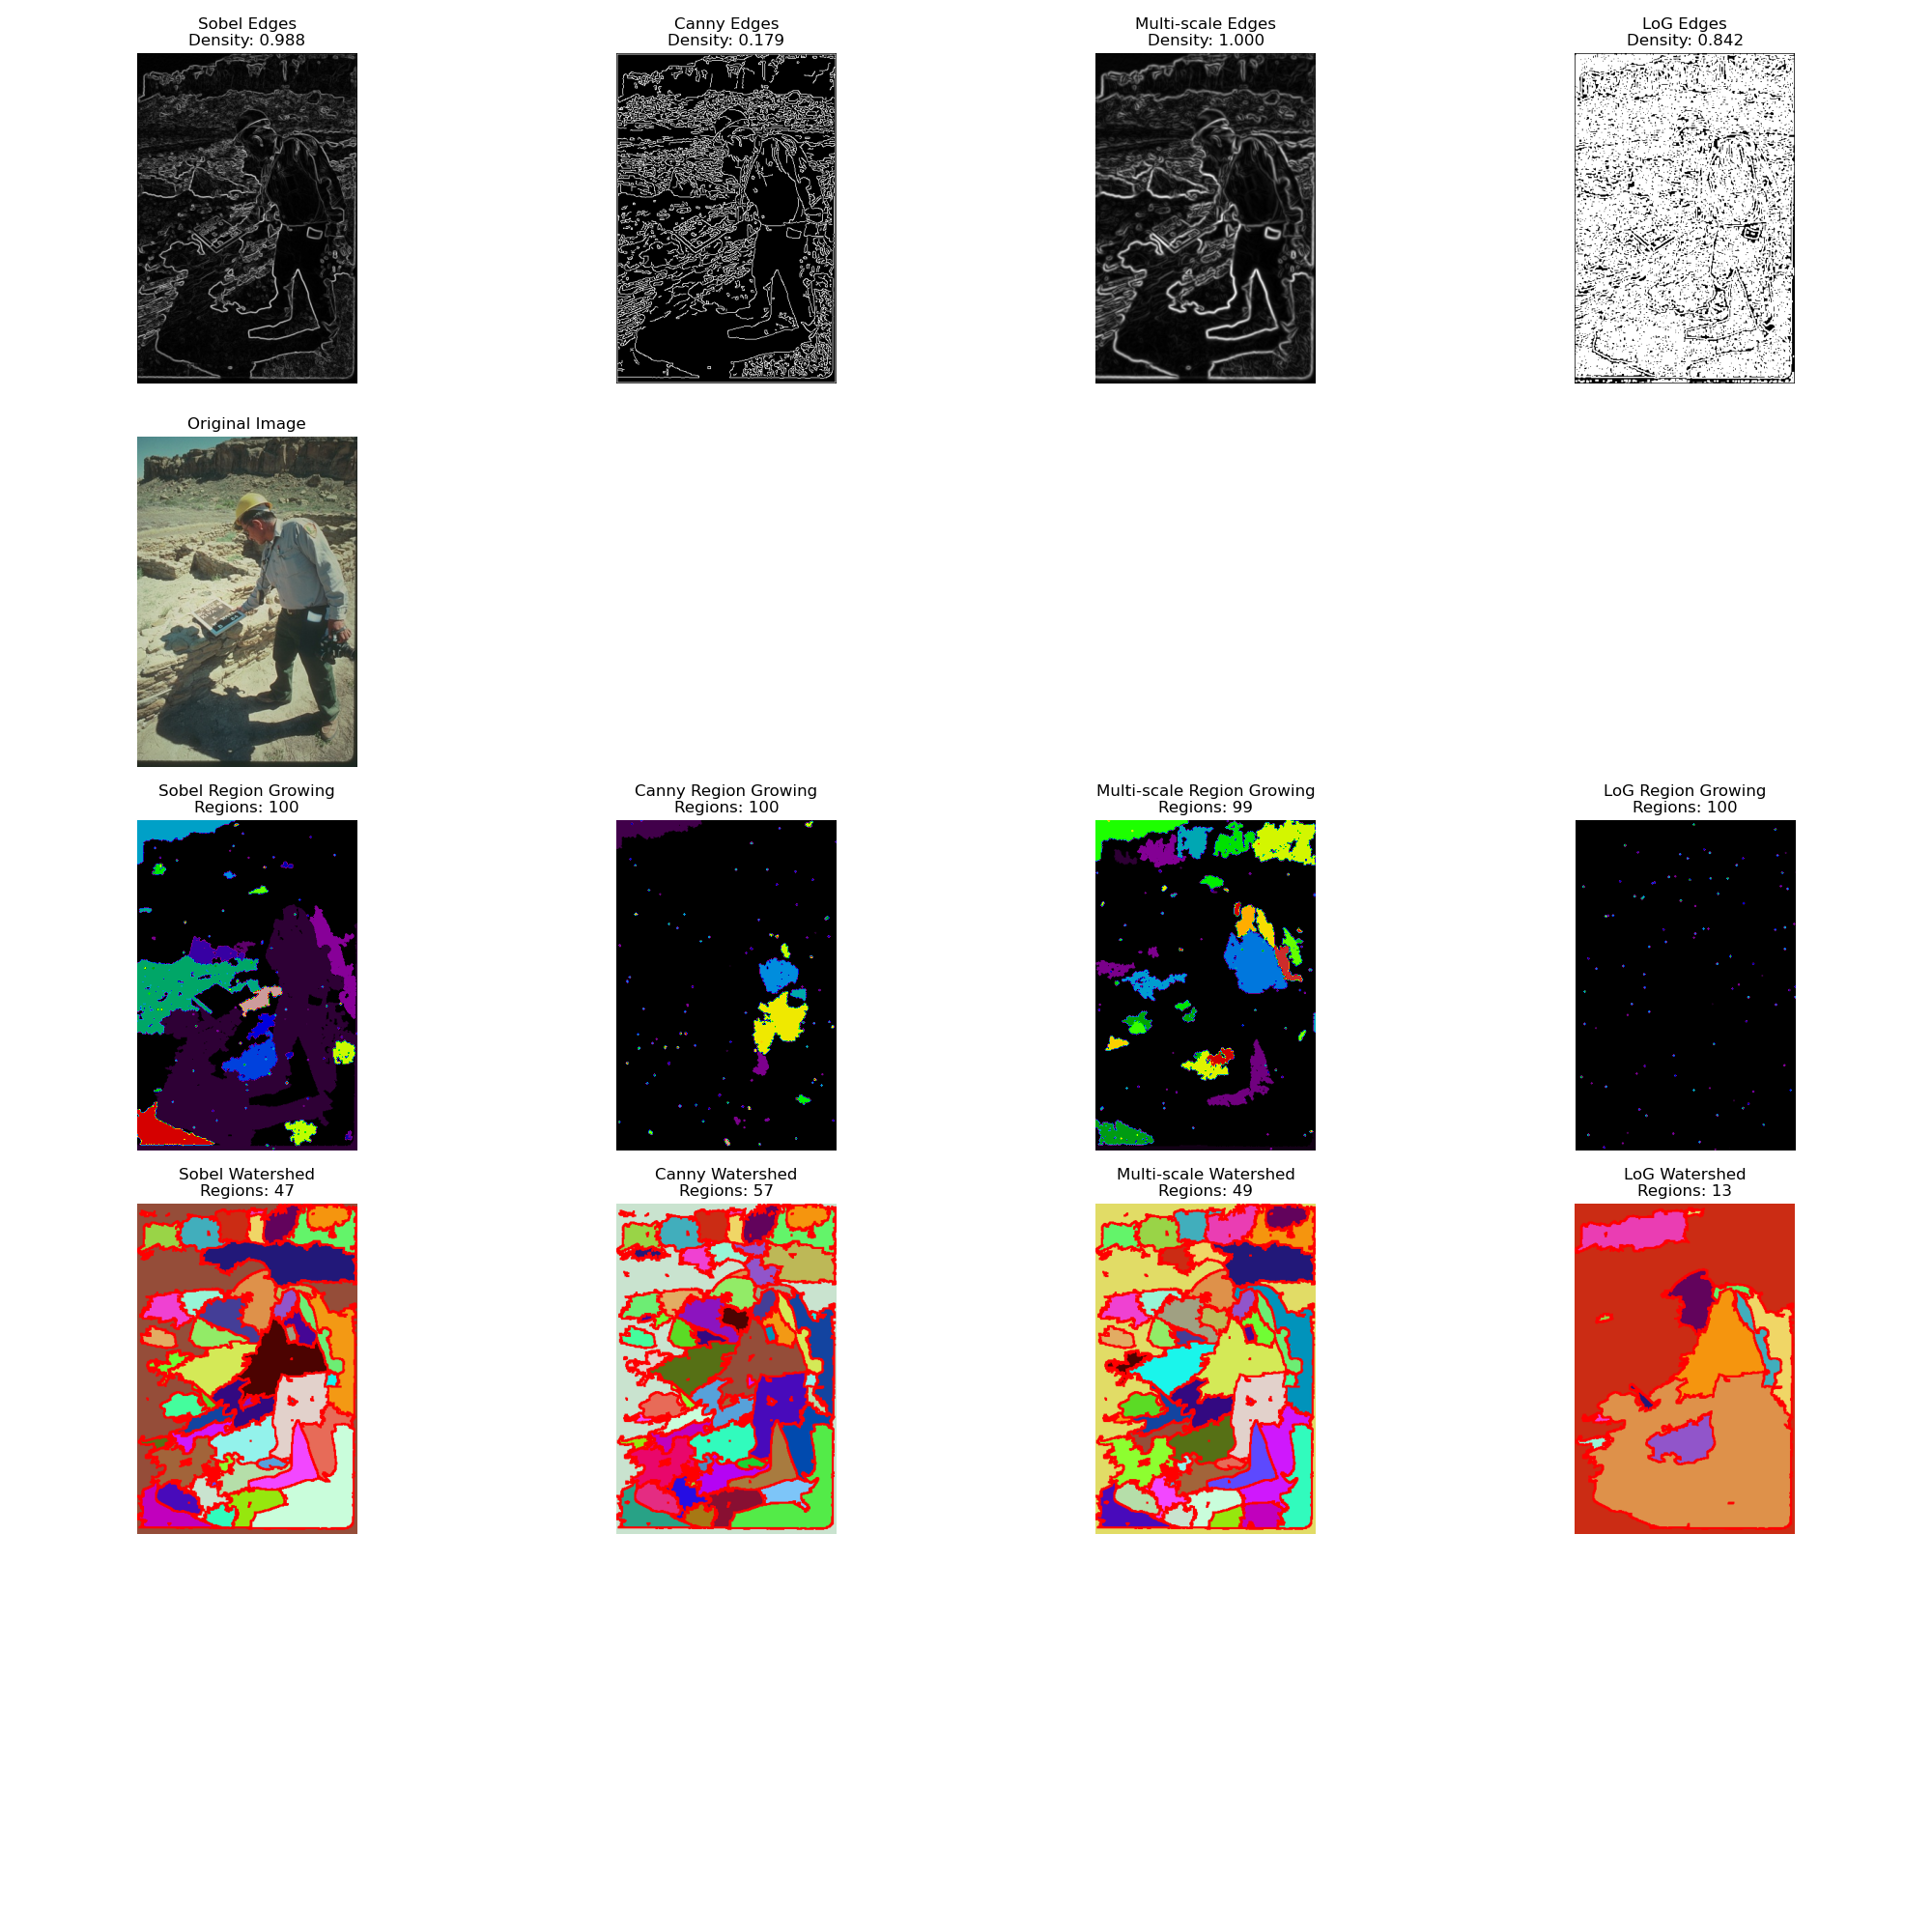 Sobel Edges
Density: 0.988
Canny Edges
Density: 0.179
Multi-scale Edges
Density: 1.000
LoG Edges
Density: 0.842
Original Image
Sobel Region Growing
Regions: 100
Canny Region Growing
Regions: 100
Multi-scale Region Growing
Regions: 99
LoG Region Growing
Regions: 100
Sobel Watershed
Regions: 47
Canny Watershed
Regions: 57
Multi-scale Watershed
Regions: 49
LoG Watershed
Regions: 13